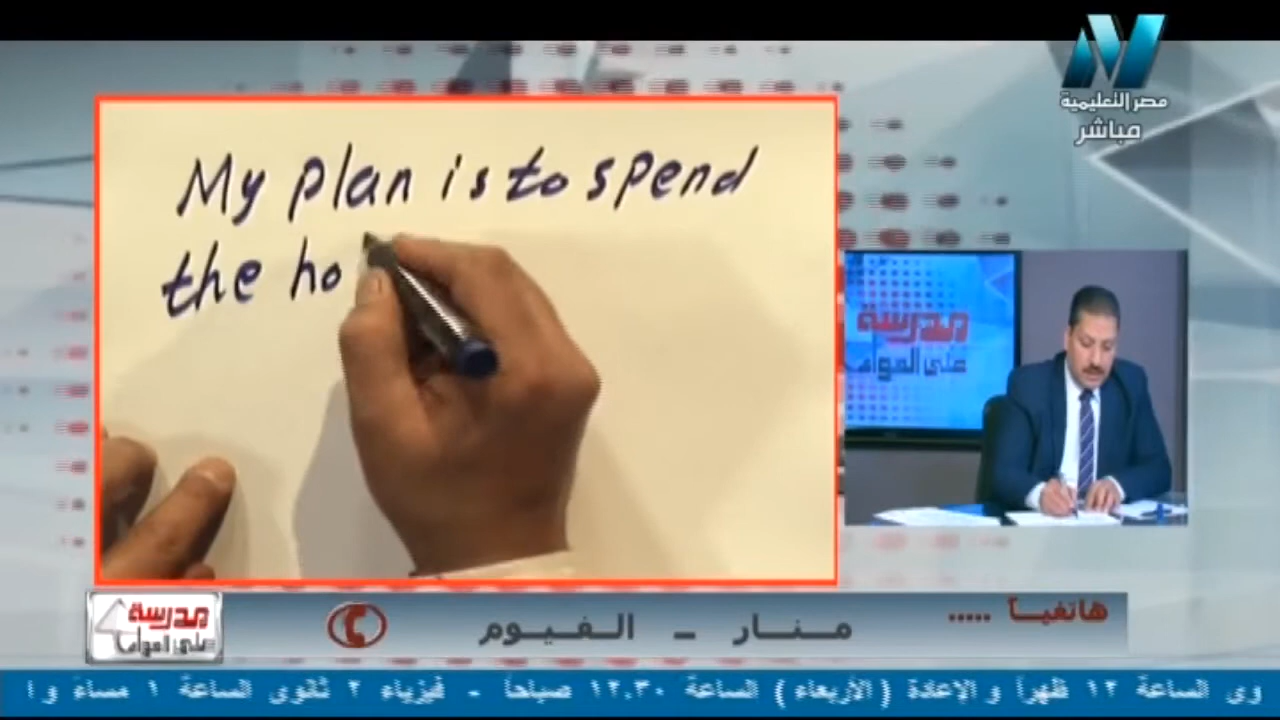 مصر التعليمية
مباشر
My plan is to spend
the ho
مدرسة
على الهواء
هاتفياً .....
منار - الفيوم
مدرسة
على الهواء
وى الساعة ١٢ ظهراً و الإعادة ( الأربعاء ) الساعة ١٢.٣٠ صباحاً - فيزياء ٢ ثانوى الساعة ١ مساءً و ا